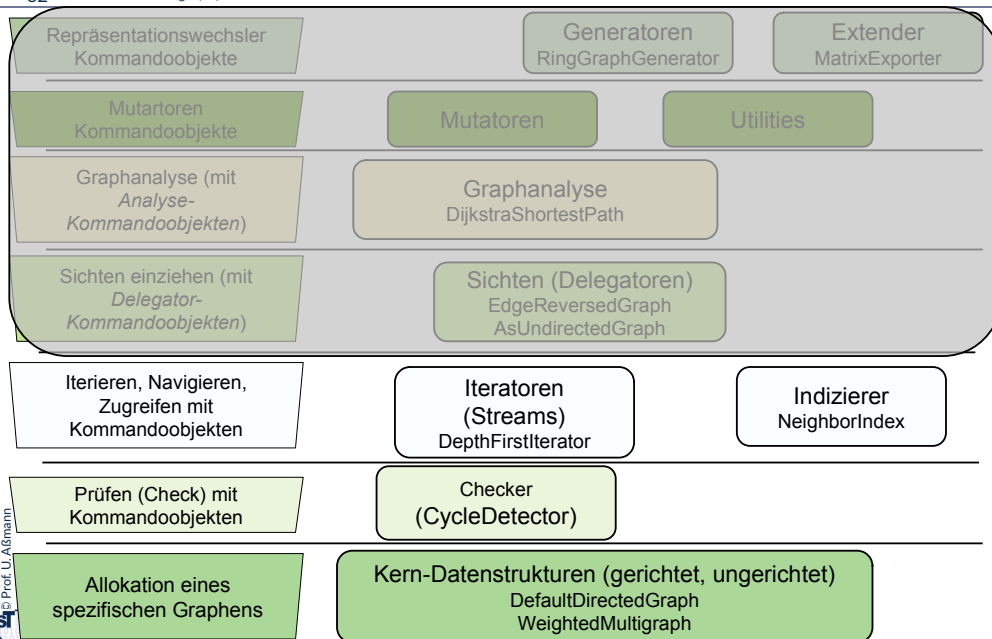 Repräsentationswechsler
Kommandoobjekte
Generatoren
RingGraphGenerator
Extender
MatrixExporter
Mutartoren
Kommandoobjekte
Mutatoren
Utilities
Graphanalyse (mit
Analyse-
Kommandoobjekten)
Graphanalyse
DijkstraShortestPath
Sichten einziehen (mit
Delegator-
Kommandoobjekten)
Sichten (Delegatoren)
EdgeReversedGraph
AsUndirectedGraph
Iterieren, Navigieren,
Zugreifen mit
Kommandoobjekten
Iteratoren
(Streams)
DepthFirstIterator
Indizierer
NeighborIndex
Prüfen (Check) mit
Kommandoobjekten
Checker
(CycleDetector)
Allokation eines
spezifischen Graphens
Kern-Datenstrukturen (gerichtet, ungerichtet)
DefaultDirectedGraph
WeightedMultigraph
© Prof. U. Aßmann